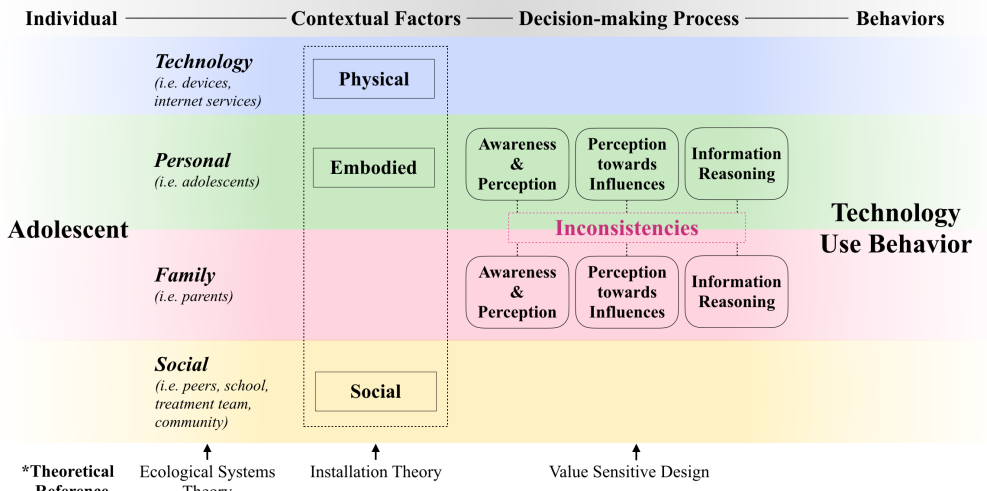 Individual
Contextual Factors
Decision-making Process
Behaviors
Technology
(i.e. devices,
internet services)
Physical
Personal
(i.e. adolescents)
Embodied
Awareness
&
Perception
Perception
towards
Influences
Information
Reasoning
Adolescent
Inconsistencies
Technology
Use Behavior
Family
(i.e. parents)
Awareness
&
Perception
Perception
towards
Influences
Information
Reasoning
Social
(i.e. peers, school,
treatment team,
community)
Social
*Theoretical
Reference
Ecological Systems
Theory
Installation Theory
Value Sensitive Design